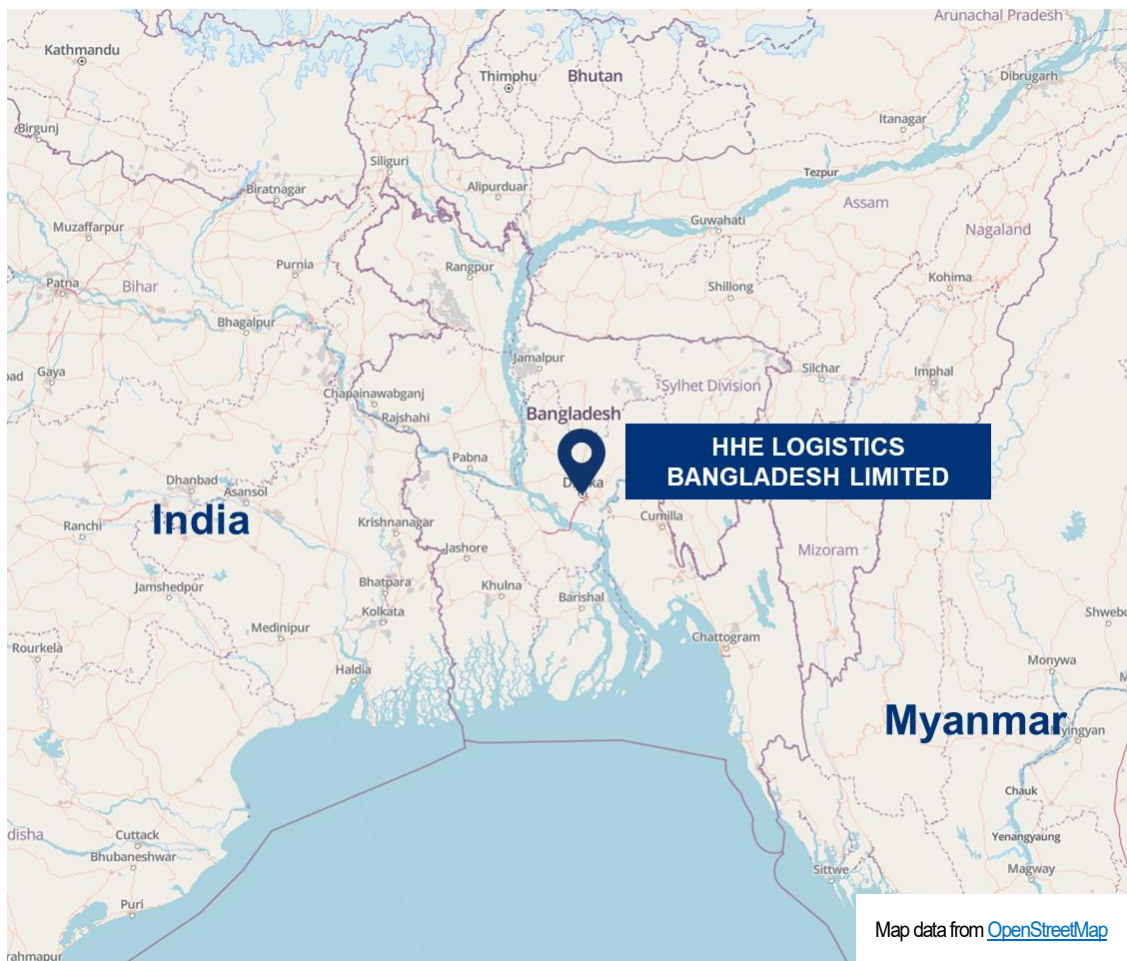 Arunachal Pradesh
Kathmandu
Thimphu
Bhutan
Dibrugarh
Birgunj
Itanagar
Siliguri
Biratnagar
Alipurduar
Tezpur
Assam
Muzaffarpur
Guwahati
Nagaland
Purnia
Rangpur
Kohima
Patna
Bihar
Shillong
Bhagalpur
Jamalpur
Gaya
Silchar
Imphal
Sylhet Division
Chapainawabganj
Rajshahi
Bangladesh
HHE LOGISTICS
BANGLADESH LIMITED
Pabna
Dhanbad
Asansol
India
Ranchi
Krishnanagar
Cumilla
Jashore
Mizoram
Jamshedpur
Bhatpara
Khulna
Barishal
Kolkata
Medinipur
Chattogram
Shwebo
Rourkela
Haldia
Monywa
Myanmar
Chauk
Cuttack
Yenangyaung
Bhubaneshwar
Sittwe
Magway
Puri
Map data from OpenStreetMap